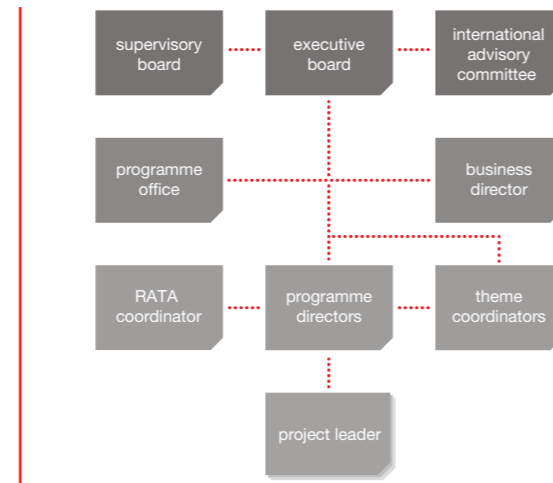 supervisory
board
executive
board
international
advisory
committee
programme
office
business
director
RATA
coordinator
programme
directors
theme
coordinators
project leader